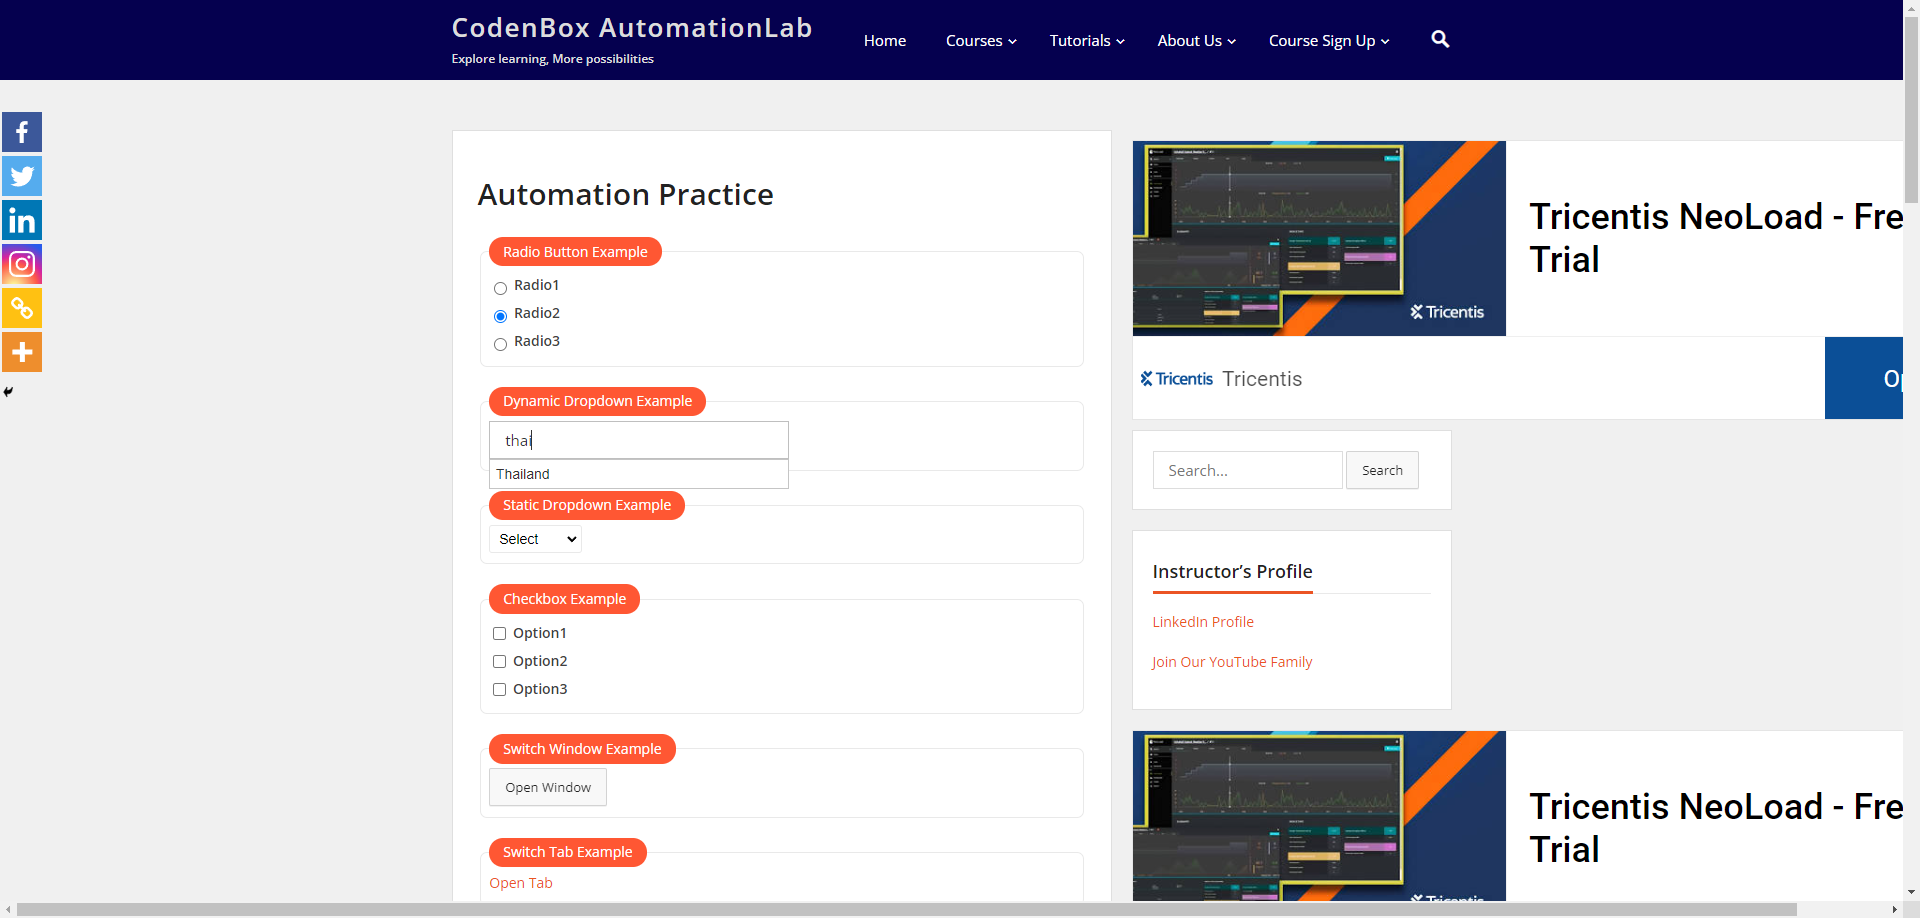 CodenBox AutomationLab
Explore learning, More possibilities
Home
Courses
Tutorials
About Us
Course Sign Up
Automation Practice
Radio Button Example
Radio1
Radio2
Radio3
Dynamic Dropdown Example
thai
Thailand
Static Dropdown Example
Select
Checkbox Example
Option1
Option2
Option3
Switch Window Example
Open Window
Switch Tab Example
Open Tab
Tricentis
Tricentis NeoLoad - Fre
Trial
Tricentis
Tricentis
Op
Search...
Search
Instructor’s Profile
LinkedIn Profile
Join Our YouTube Family
Tricentis NeoLoad - Fre
Trial
Tricentis